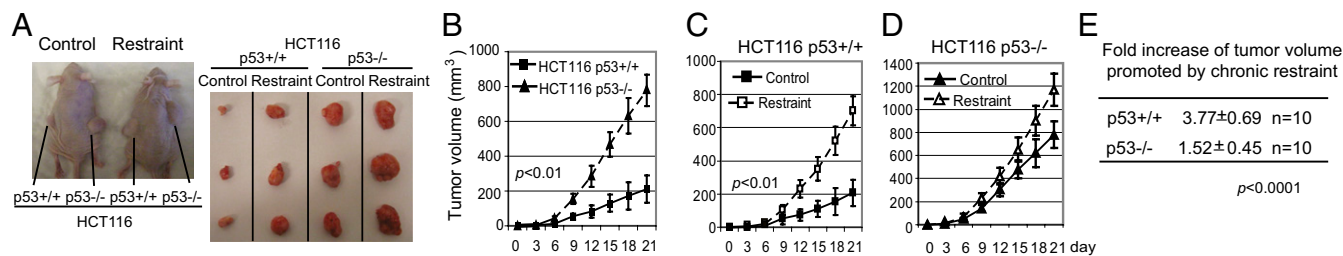 A
Control Restraint
p53+/+ p53-/- p53+/+ p53-/-
HCT116
HCT116
p53+/+ p53-/-
Control Restraint Control Restraint
B
Tumor volume (mm3)
1000
800
600
400
200
0
HCT116 p53+/+
HCT116 p53-/-
p<0.01
0 3 6 9 12 15 18 21
C
HCT116 p53+/+
1000
800
600
400
200
0
Control
Restraint
p<0.01
0 3 6 9 12 15 18 21
D
HCT116 p53-/-
1400
1200
1000
800
600
400
200
0
Control
Restraint
0 3 6 9 12 15 18 21 day
E
Fold increase of tumor volume
promoted by chronic restraint
p53+/+ 3.77±0.69 n=10
p53-/- 1.52±0.45 n=10
p<0.0001